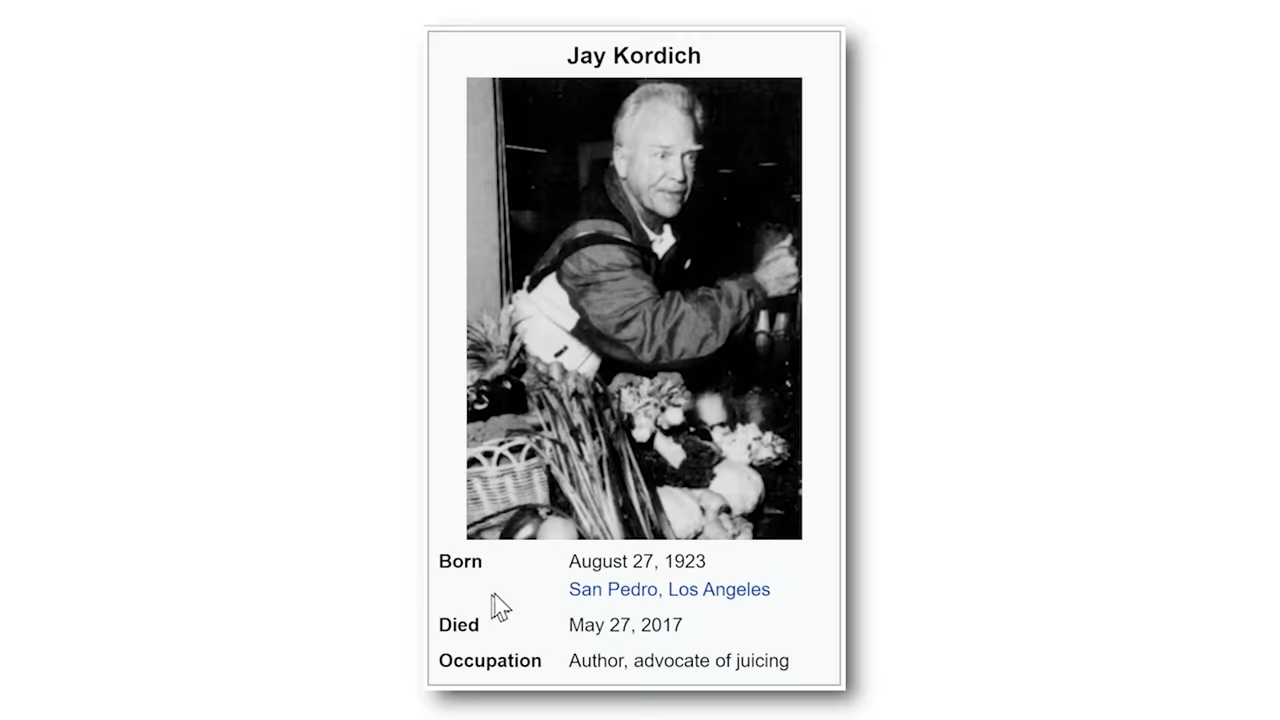 Jay Kordich
Born August 27, 1923
San Pedro, Los Angeles
Died May 27, 2017
Occupation Author, advocate of juicing